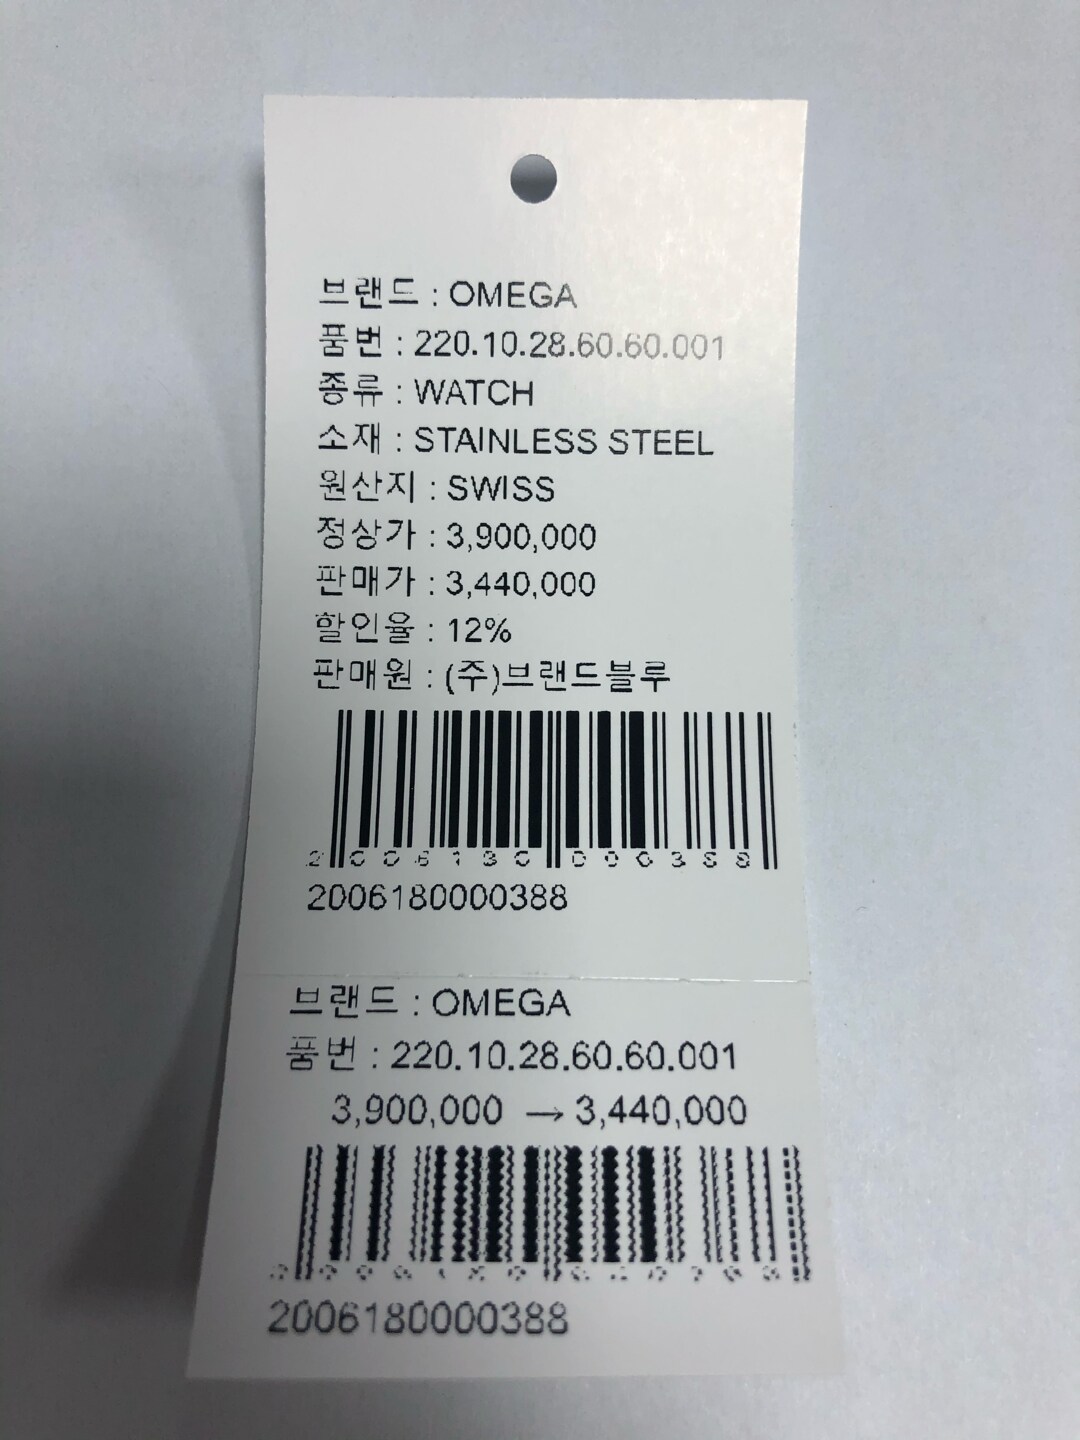 브랜드 : OMEGA
품번 : 220.10.28.60.60.001
종류 : WATCH
소재 : STAINLESS STEEL
원산지 : SWISS
정상가 : 3,900,000
판매가 : 3,440,000
할인율 : 12%
판매원 : (주)브랜드블루
2 006180 000388
2006180000388
브랜드 : OMEGA
품번 : 220.10.28.60.60.001
3,900,000 → 3,440,000
2006180000388